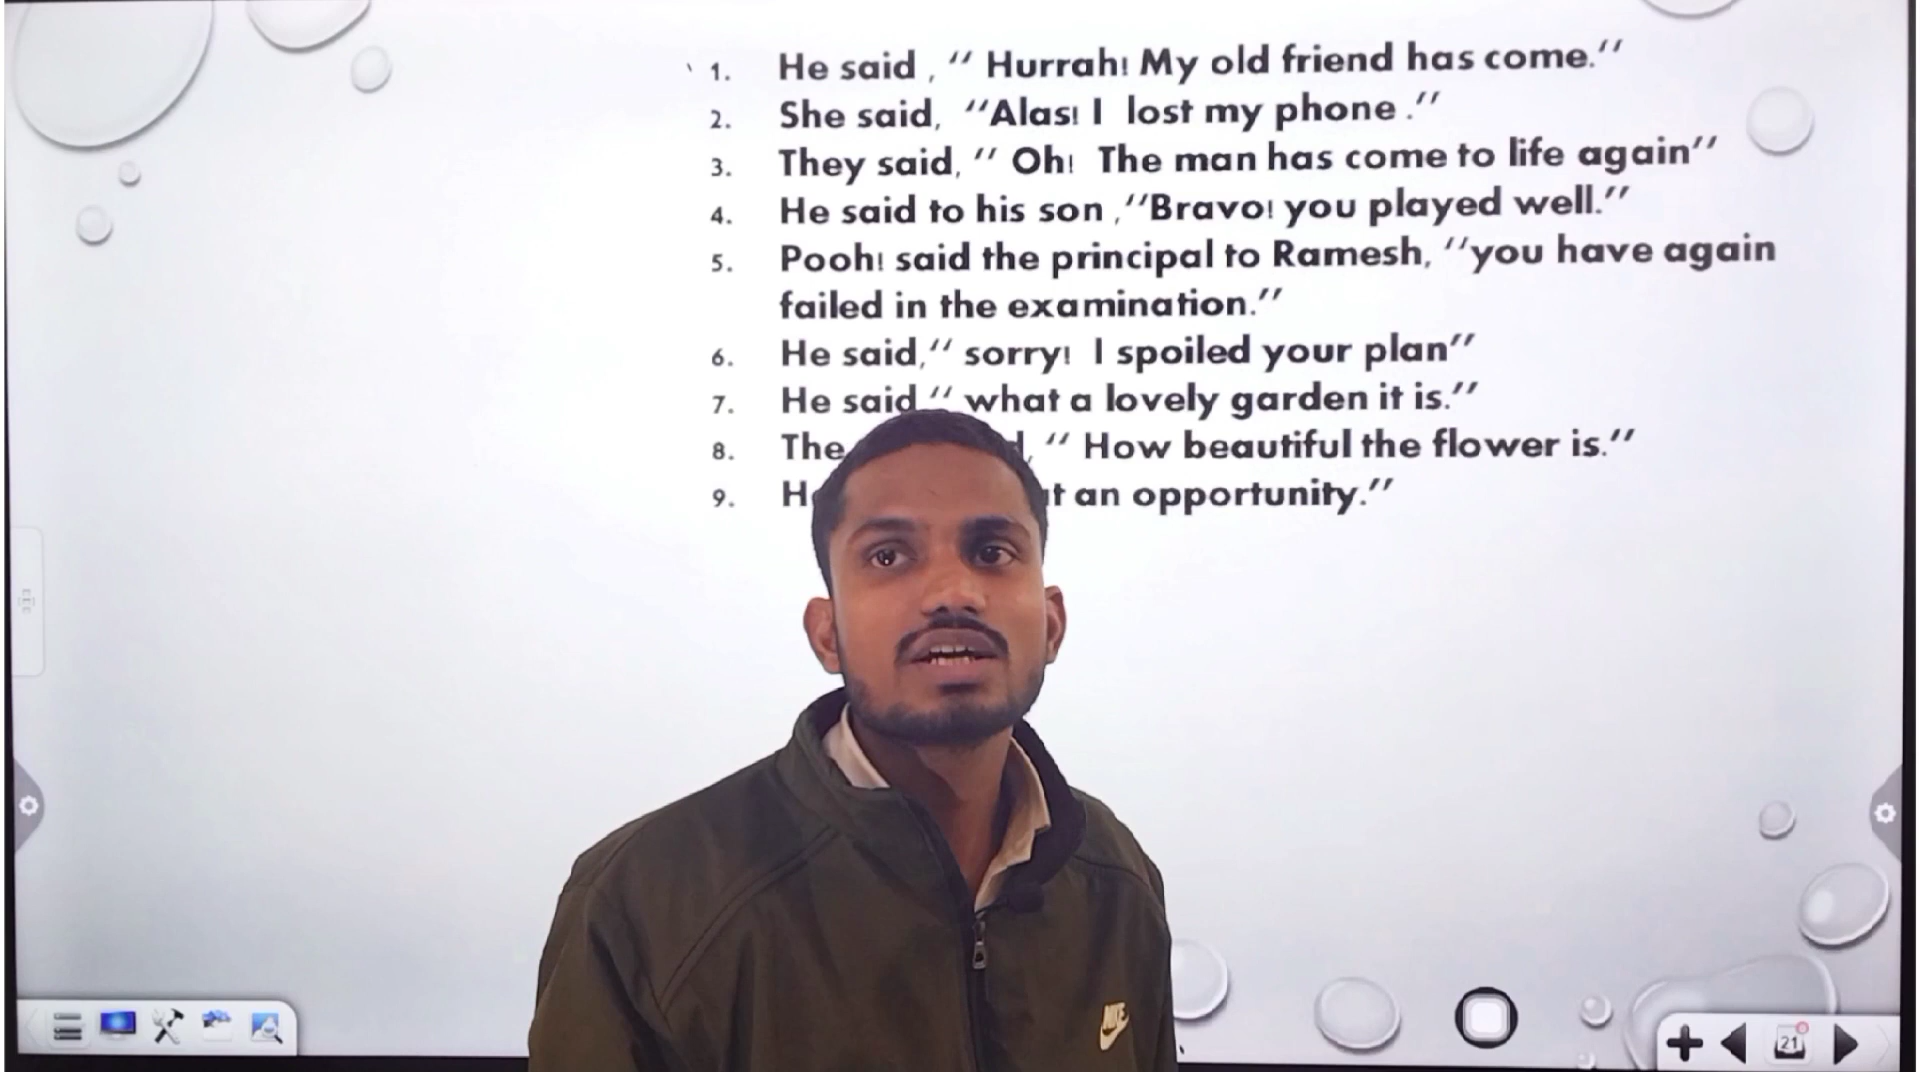 1. He said , “ Hurrah! My old friend has come.”
2. She said, “Alas! I lost my phone .”
3. They said, “ Oh! The man has come to life again”
4. He said to his son ,“Bravo! you played well.”
5. Pooh! said the principal to Ramesh, “you have again
failed in the examination.”
6. He said,“ sorry! I spoiled your plan”
7. He said “ what a lovely garden it is.”
8. The “ How beautiful the flower is.”
9. an opportunity.”
NIKE
21